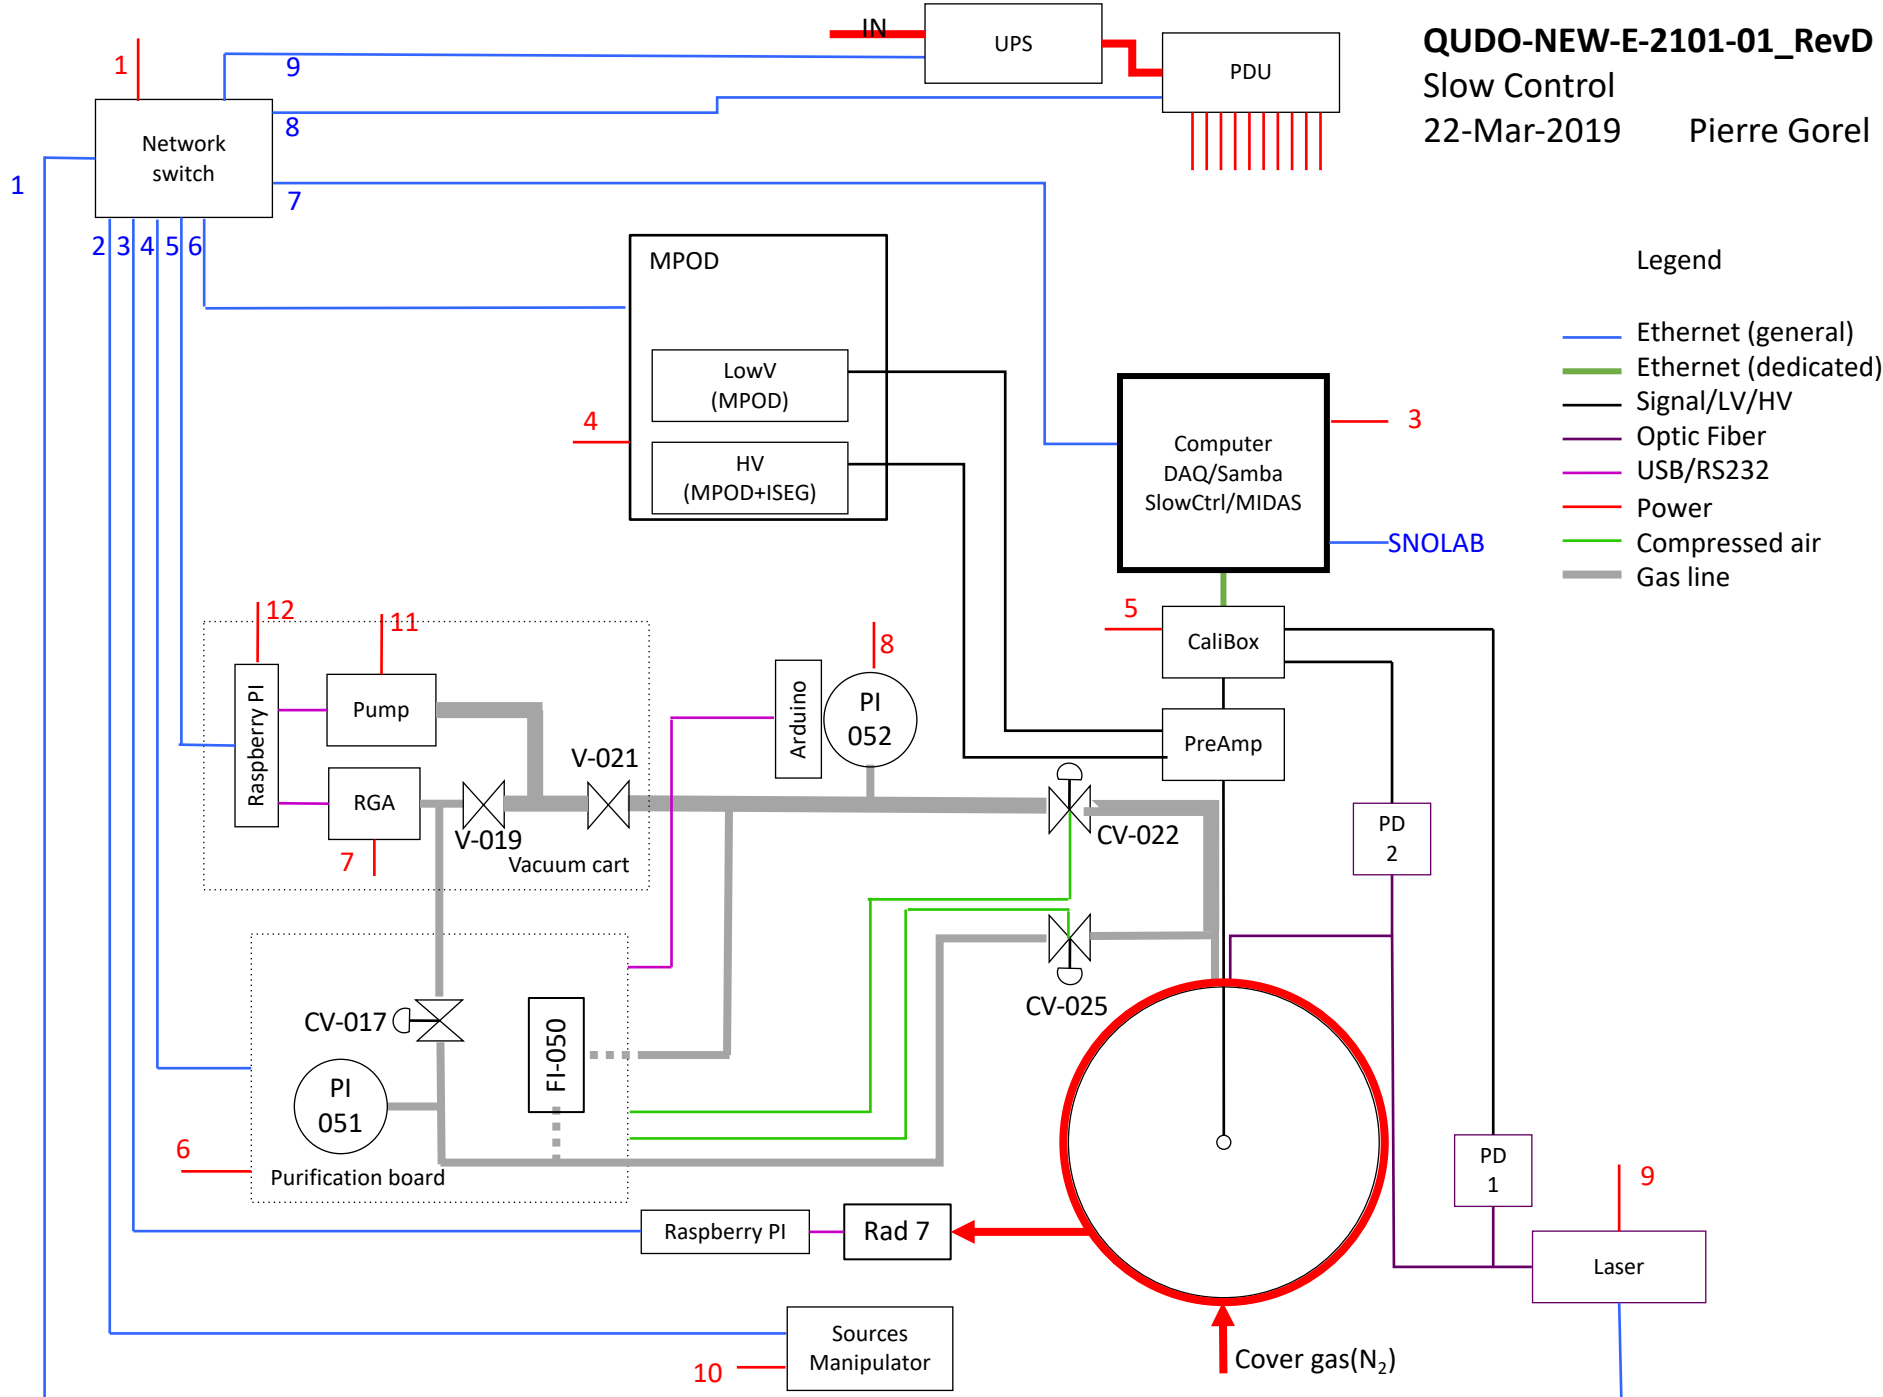 QUDO-NEW-E-2101-01_RevD
Slow Control
22-Mar-2019 Pierre Gorel
IN
UPS
PDU
1
9
8
7
Network
switch
1
2 3 4 5 6
MPOD
LowV
(MPOD)
HV
(MPOD+ISEG)
4
Computer
DAQ/Samba
SlowCtrl/MIDAS
3
SNOLAB
Legend
Ethernet (general)
Ethernet (dedicated)
Signal/LV/HV
Optic Fiber
USB/RS232
Power
Compressed air
Gas line
12
11
Raspberry PI
Pump
RGA
7
V-019
V-021
Vacuum cart
Arduino
8
PI
052
5
CaliBox
PreAmp
CV-022
CV-025
PD
2
CV-017
PI
051
FI-050
6
Purification board
Raspberry PI
Rad 7
PD
1
9
Laser
Sources
Manipulator
10
Cover gas(N₂)